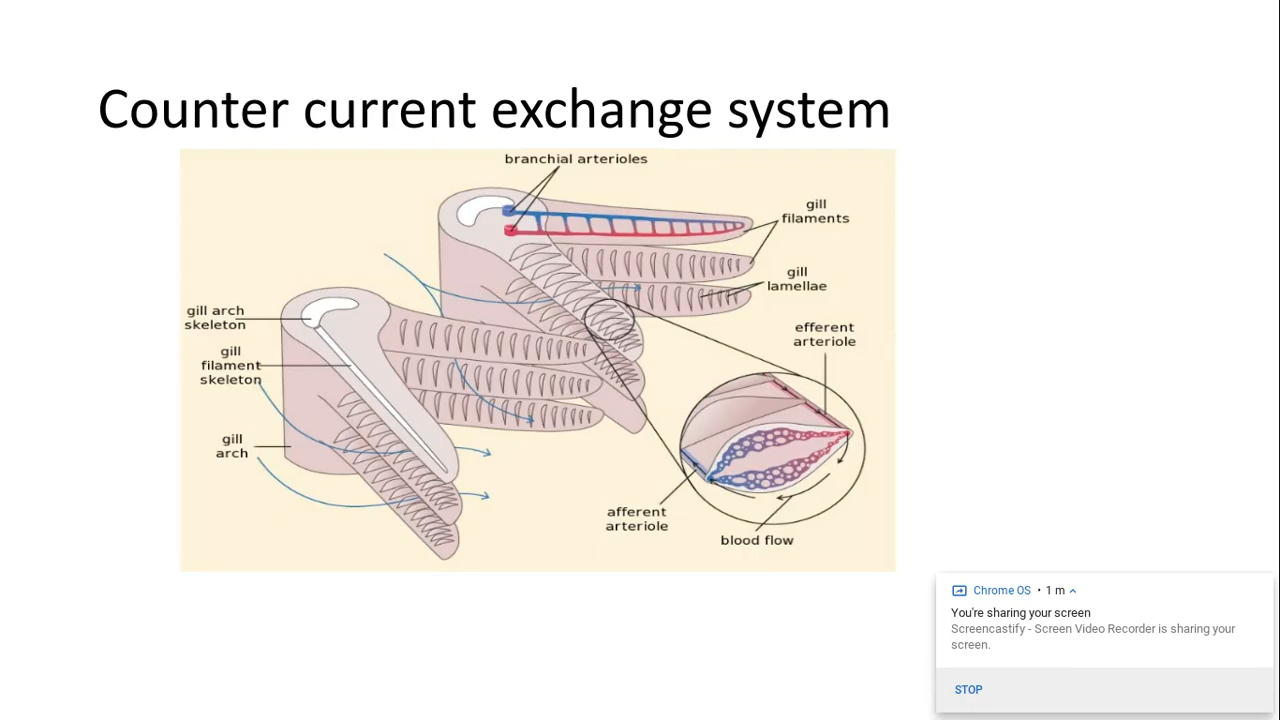 Counter current exchange system
branchial arterioles
gill
filaments
gill
lamellae
gill arch
skeleton
gill
filament
skeleton
efferent
arteriole
gill
arch
afferent
arteriole
blood flow
Chrome OS • 1 m
You're sharing your screen
Screencastify - Screen Video Recorder is sharing your
screen.
STOP